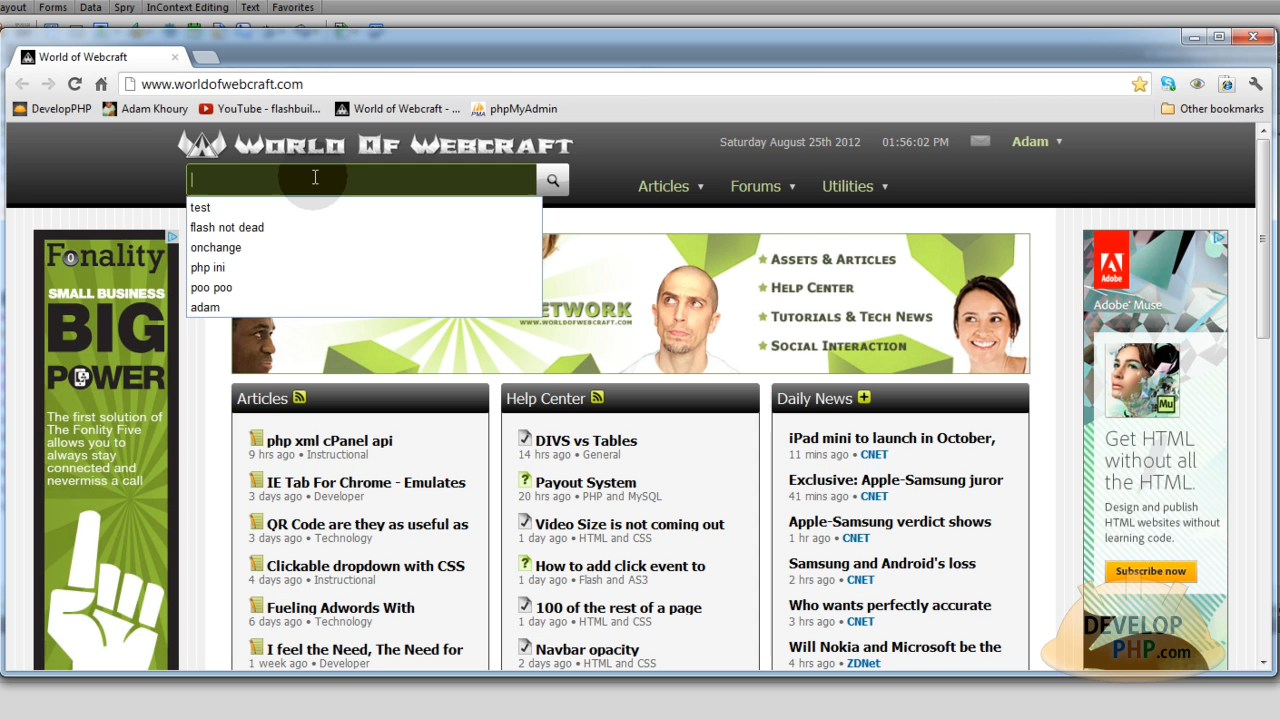 ayout Forms Data Spry InContext Editing Text Favorites
World of Webcraft
www.worldofwebcraft.com
DevelopPHP Adam Khoury YouTube - flashbuil... World of Webcraft - ... phpMyAdmin Other bookmarks
World Of Webcraft
Saturday August 25th 2012 01:56:02 PM Adam
Articles Forums Utilities
test
flash not dead
onchange
php ini
poo poo
adam
Fonality
SMALL BUSINESS
BIG
POWER
The first solution of
The Fonlity Five
allows you to
always stay
connected and
nevermiss a call
ETWORK
WWW.WORLDOFWEBCRAFT.COM
ASSETS & ARTICLES
HELP CENTER
TUTORIALS & TECH NEWS
SOCIAL INTERACTION
Adobe
Adobe® Muse™
Mu
Get HTML
without all
the HTML.
Design and publish
HTML websites without
learning code.
Subscribe now
Articles
php xml cPanel api
9 hrs ago • Instructional
IE Tab For Chrome - Emulates
3 days ago • Developer
QR Code are they as useful as
3 days ago • Technology
Clickable dropdown with CSS
4 days ago • Instructional
Fueling Adwords With
6 days ago • Technology
I feel the Need, The Need for
1 week ago • Developer
Help Center
DIVS vs Tables
14 hrs ago • General
Payout System
20 hrs ago • PHP and MySQL
Video Size is not coming out
1 day ago • HTML and CSS
How to add click event to
1 day ago • Flash and AS3
100 of the rest of a page
1 day ago • HTML and CSS
Navbar opacity
2 days ago • HTML and CSS
Daily News
iPad mini to launch in October,
11 mins ago • CNET
Exclusive: Apple-Samsung juror
41 mins ago • CNET
Apple-Samsung verdict shows
1 hr ago • CNET
Samsung and Android's loss
2 hrs ago • CNET
Who wants perfectly accurate
3 hrs ago • CNET
Will Nokia and Microsoft be the
4 hrs ago • ZDNet
DEVELOP
PHP.com